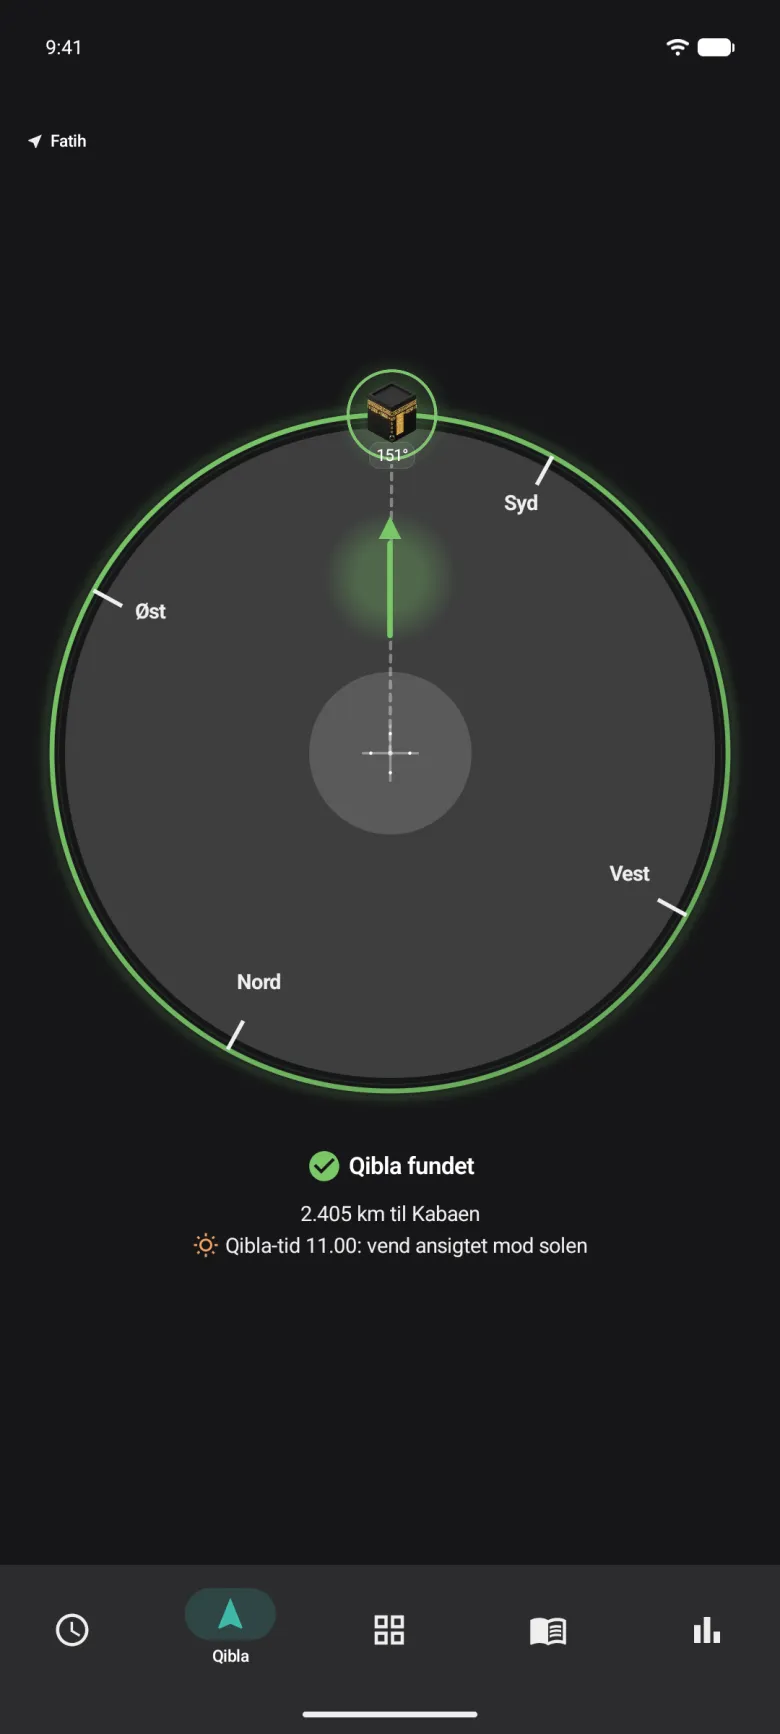 9:41
Fatih
151°
Syd
Øst
Vest
Nord
Qibla fundet
2.405 km til Kabaen
Qibla-tid 11.00: vend ansigtet mod solen
Qibla